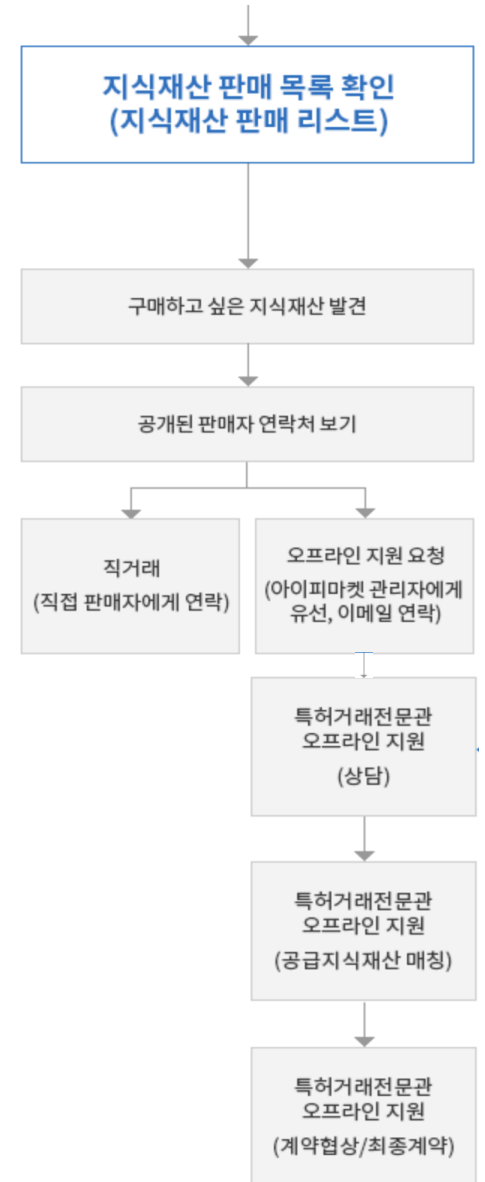 지식재산 판매 목록 확인
(지식재산 판매 리스트)
구매하고 싶은 지식재산 발견
공개된 판매자 연락처 보기
직거래
(직접 판매자에게 연락)
오프라인 지원 요청
(아이피마켓 관리자에게
유선, 이메일 연락)
특허거래전문관
오프라인 지원
(상담)
특허거래전문관
오프라인 지원
(공급지식재산 매칭)
특허거래전문관
오프라인 지원
(계약협상/최종계약)